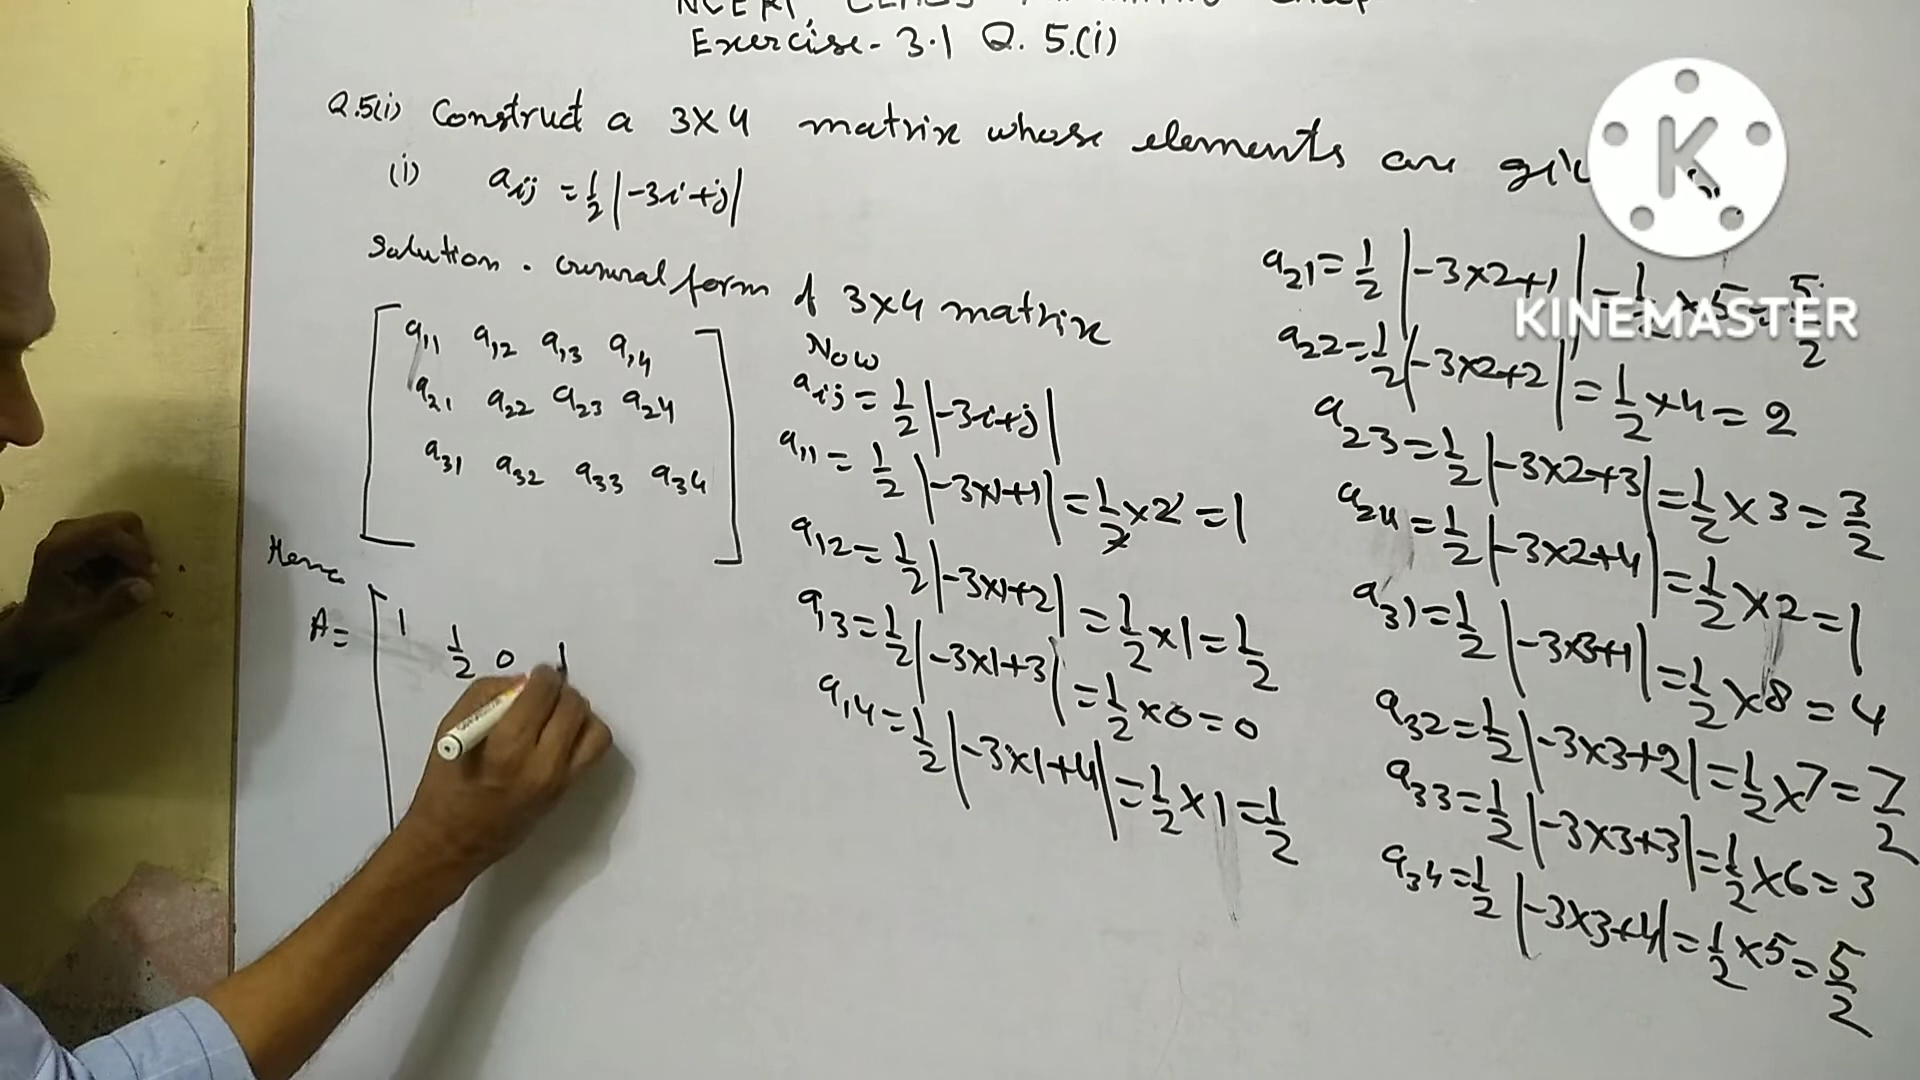 Exercise - 3.1 Q. 5.(i)
Q.5(i) Construct a 3×4 matrix whose elements are
(i) aij = 1/2 |-3i+j|
Solution - General form of 3×4 matrix
a11 a12 a13 a14
a21 a22 a23 a24
a31 a32 a33 a34
Now
aij = 1/2 |-3i+j|
a11 = 1/2 |-3×1+1| = 1/2 × 2 = 1
a12 = 1/2 |-3×1+2| = 1/2 × 1 = 1/2
a13 = 1/2 |-3×1+3| = 1/2 × 0 = 0
a14 = 1/2 |-3×1+4| = 1/2 × 1 = 1/2
a21 = 1/2 |-3×2+1| = 1/2 × 5 = 5/2
a22 = 1/2 |-3×2+2| = 1/2 × 4 = 2
a23 = 1/2 |-3×2+3| = 1/2 × 3 = 3/2
a24 = 1/2 |-3×2+4| = 1/2 × 2 = 1
a31 = 1/2 |-3×3+1| = 1/2 × 8 = 4
a32 = 1/2 |-3×3+2| = 1/2 × 7 = 7/2
a33 = 1/2 |-3×3+3| = 1/2 × 6 = 3
a34 = 1/2 |-3×3+4| = 1/2 × 5 = 5/2
Hence
A = [ 1 1/2 0 1
K
KINEMASTER